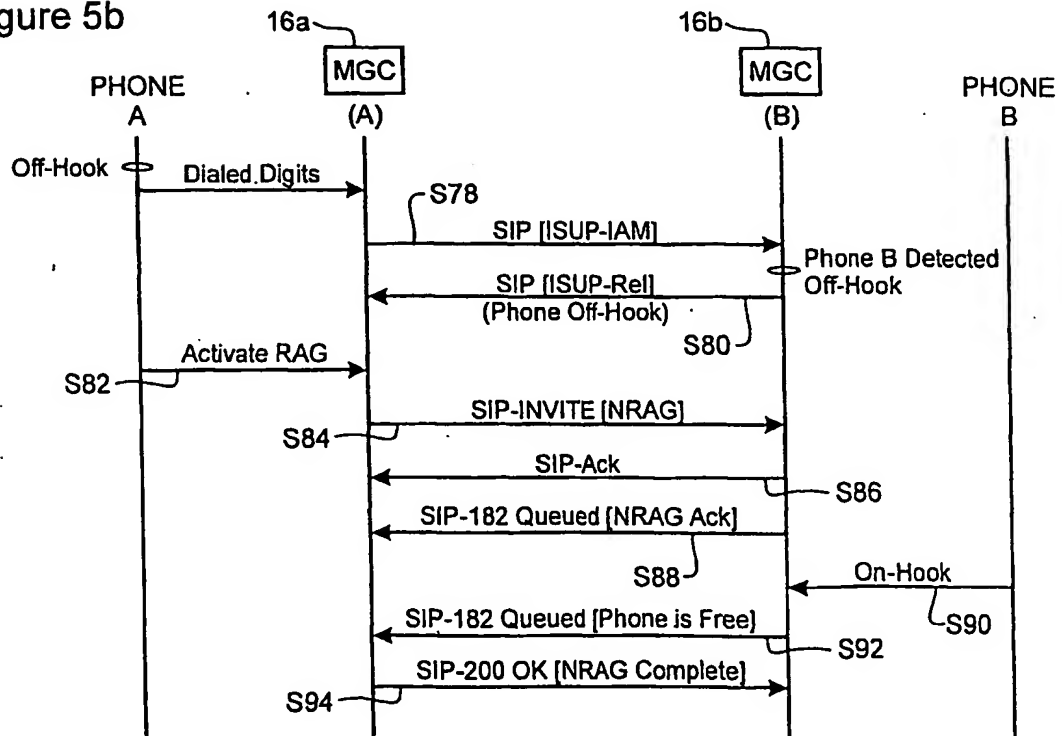 gure 5b
16a
16b
MGC
MGC
PHONE
A
(A)
(B)
PHONE
B
Off-Hook
Dialed.Digits
S78
SIP [ISUP-IAM]
Phone B Detected
Off-Hook
SIP [ISUP-Rel]
(Phone Off-Hook)
S80
Activate RAG
S82
SIP-INVITE [NRAG]
S84
SIP-Ack
S86
SIP-182 Queued [NRAG Ack]
S88
On-Hook
S90
SIP-182 Queued [Phone is Free]
S92
SIP-200 OK [NRAG Complete]
S94